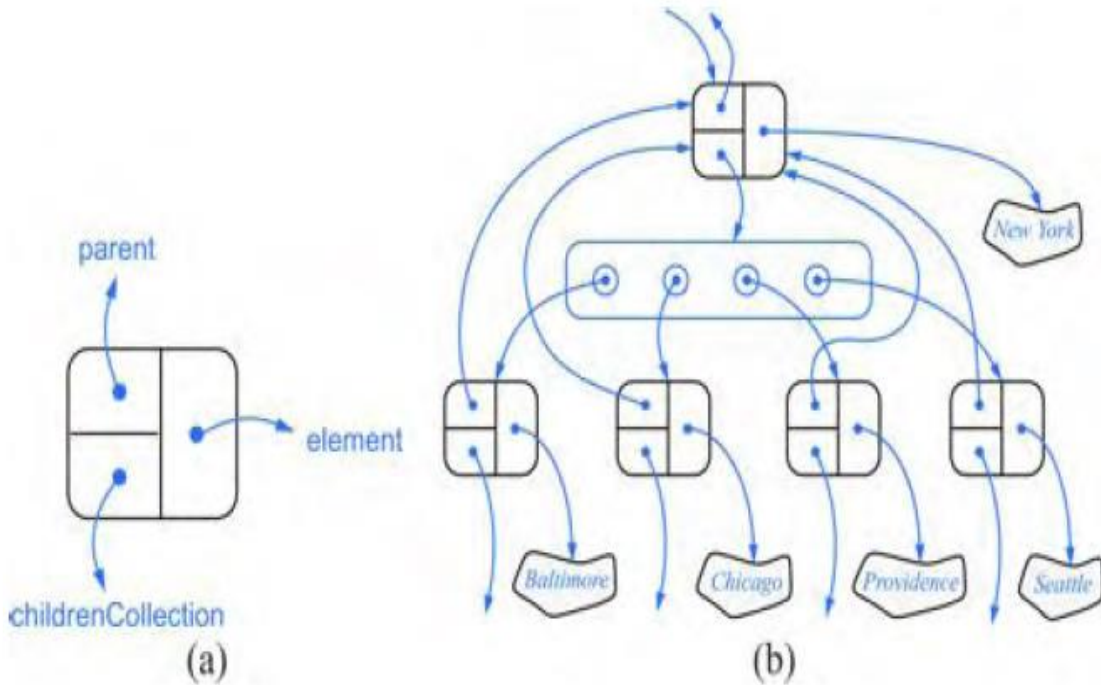 parent
element
childrenCollection
(a)
New York
Baltimore
Chicago
Providence
Seattle
(b)